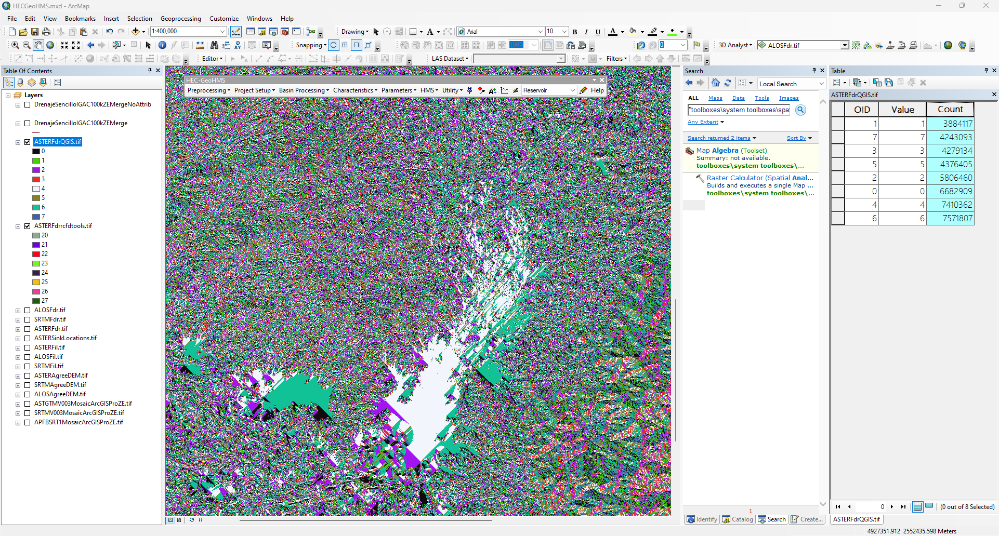 HECGeoHMS.mxd - ArcMap
File Edit View Bookmarks Insert Selection Geoprocessing Customize Windows Help
1:400,000 Drawing Arial 10 B I U A
Snapping 100% 0 3D Analyst ALOSFdr.tif
Editor LAS Dataset Filters
Table Of Contents
Layers
DrenajeSencilloIGAC100kZEMergeNoAttrib
DrenajeSencilloIGAC100kZEMerge
ASTERFdrQGIS.tif
0
1
2
3
4
5
6
7
ASTERFdrrcfdtools.tif
20
21
22
23
24
25
26
27
ALOSFdr.tif
SRTMFdr.tif
ASTERFdr.tif
ASTERSinkLocations.tif
ASTERFil.tif
ALOSFil.tif
SRTMFil.tif
ASTERAgreeDEM.tif
SRTMAgreeDEM.tif
ALOSAgreeDEM.tif
ASTGTMV003MosaicArcGISProZE.tif
SRTMV003MosaicArcGISProZE.tif
APFBSRT1MosaicArcGISProZE.tif
HEC-GeoHMS
Preprocessing Project Setup Basin Processing Characteristics Parameters HMS Utility Reservoir Help
Search
Local Search
ALL Maps Data Tools Images
"toolboxes\system toolboxes\spa
Any Extent
Search returned 2 items Sort By
Map Algebra (Toolset)
Summary: not available.
toolboxes\system toolboxes\...
Raster Calculator (Spatial Anal...
Builds and executes a single Map ...
toolboxes\system toolboxes\...
1
Identify Catalog Search Create...
Table
ASTERFdrQGIS.tif
OID Value Count
1 1 3884117
7 7 4243093
3 3 4279134
5 5 4376405
2 2 5806460
0 0 6682909
4 4 7410362
6 6 7571807
0 (0 out of 8 Selected)
ASTERFdrQGIS.tif
4927351.912 2552435.598 Meters